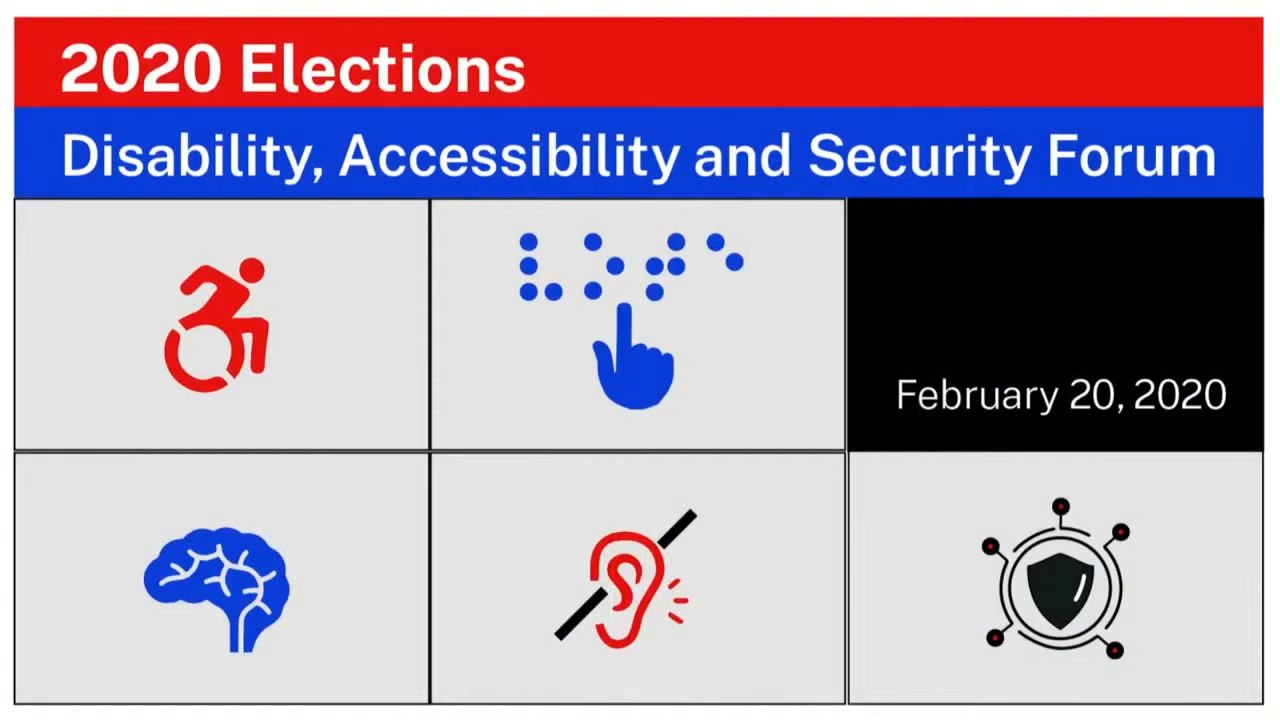 2020 Elections
Disability, Accessibility and Security Forum
February 20, 2020